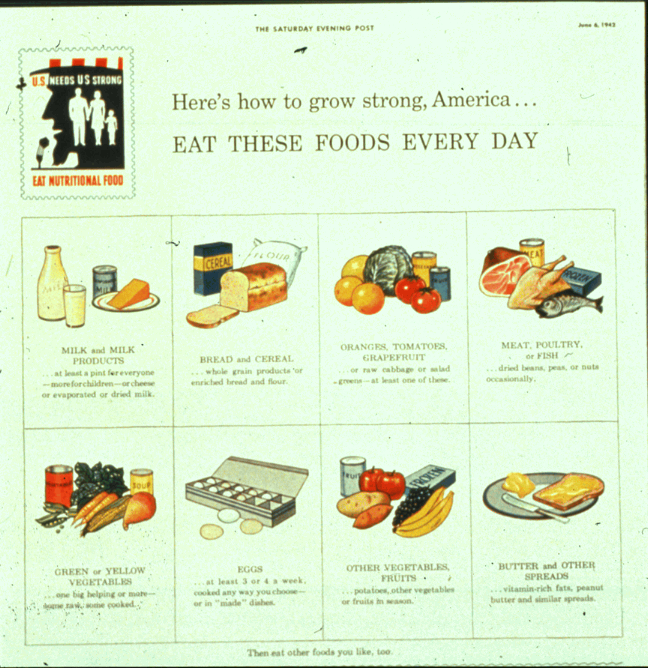 THE SATURDAY EVENING POST
June 6, 1942
U.S. NEEDS US STRONG
EAT NUTRITIONAL FOOD
Here's how to grow strong, America...
EAT THESE FOODS EVERY DAY
MILK
CEREAL
FLOUR
MEAT
FROZEN
MILK and MILK
PRODUCTS
...at least a pint for everyone
—more for children—or cheese
or evaporated or dried milk.
BREAD and CEREAL
...whole grain products or
enriched bread and flour.
ORANGES, TOMATOES,
GRAPEFRUIT
...or raw cabbage or salad
greens—at least one of these.
MEAT, POULTRY,
or FISH
...dried beans, peas, or nuts
occasionally.
SOUP
FRUIT
FROZEN
GREEN or YELLOW
VEGETABLES
...one big helping or more—
some raw, some cooked.
EGGS
...at least 3 or 4 a week,
cooked any way you choose—
or in "made" dishes.
OTHER VEGETABLES,
FRUITS
...potatoes, other vegetables
or fruits in season.
BUTTER and OTHER
SPREADS
...vitamin-rich fats, peanut
butter and similar spreads.
Then eat other foods you like, too.